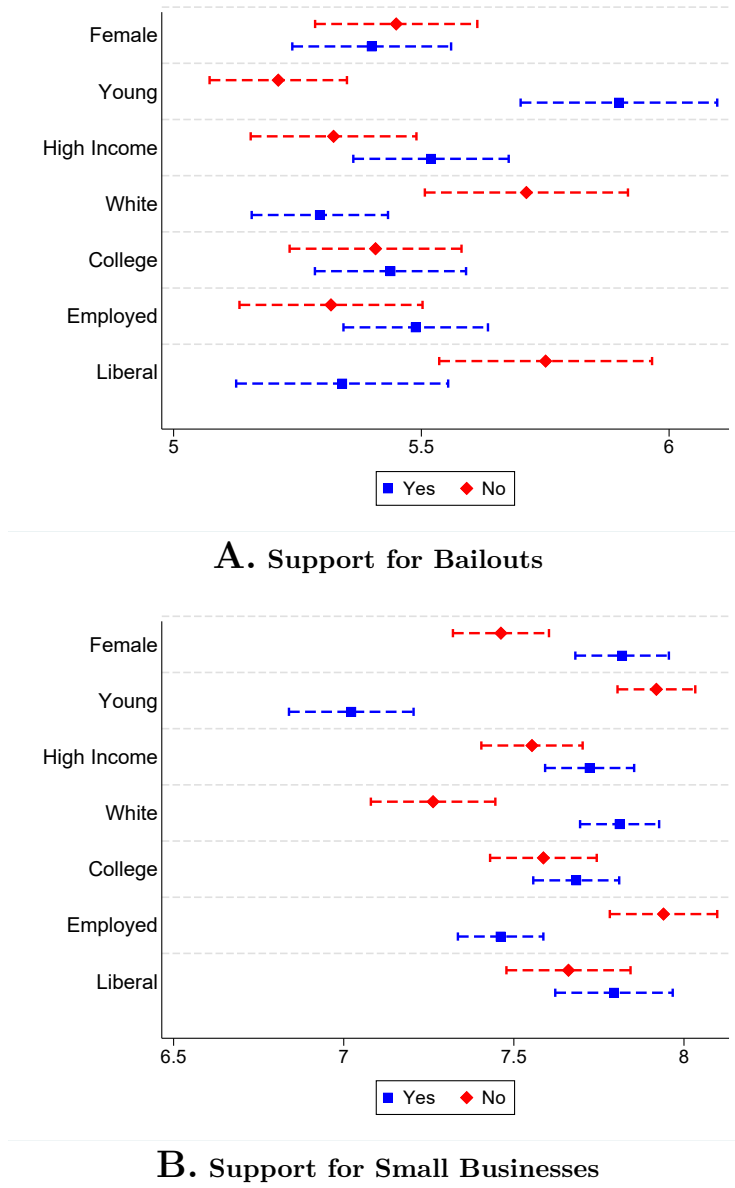 Female
Young
High Income
White
College
Employed
Liberal
5 5.5 6
Yes No
A. Support for Bailouts
Female
Young
High Income
White
College
Employed
Liberal
6.5 7 7.5 8
Yes No
B. Support for Small Businesses